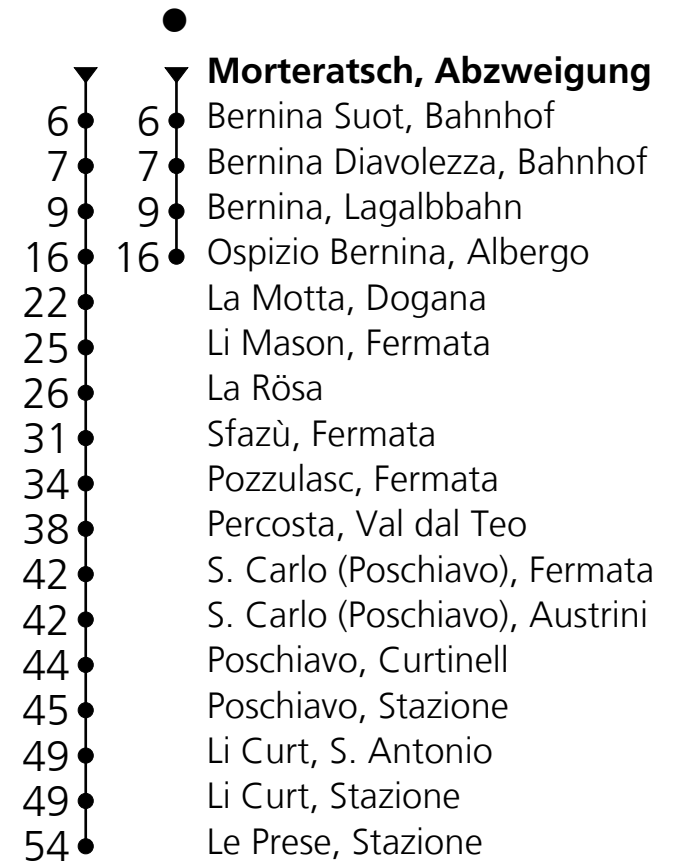 Morteratsch, Abzweigung
6 6 Bernina Suot, Bahnhof
7 7 Bernina Diavolezza, Bahnhof
9 9 Bernina, Lagalbbahn
16 16 Ospizio Bernina, Albergo
22 La Motta, Dogana
25 Li Mason, Fermata
26 La Rösa
31 Sfazù, Fermata
34 Pozzulasc, Fermata
38 Percosta, Val dal Teo
42 S. Carlo (Poschiavo), Fermata
42 S. Carlo (Poschiavo), Austrini
44 Poschiavo, Curtinell
45 Poschiavo, Stazione
49 Li Curt, S. Antonio
49 Li Curt, Stazione
54 Le Prese, Stazione